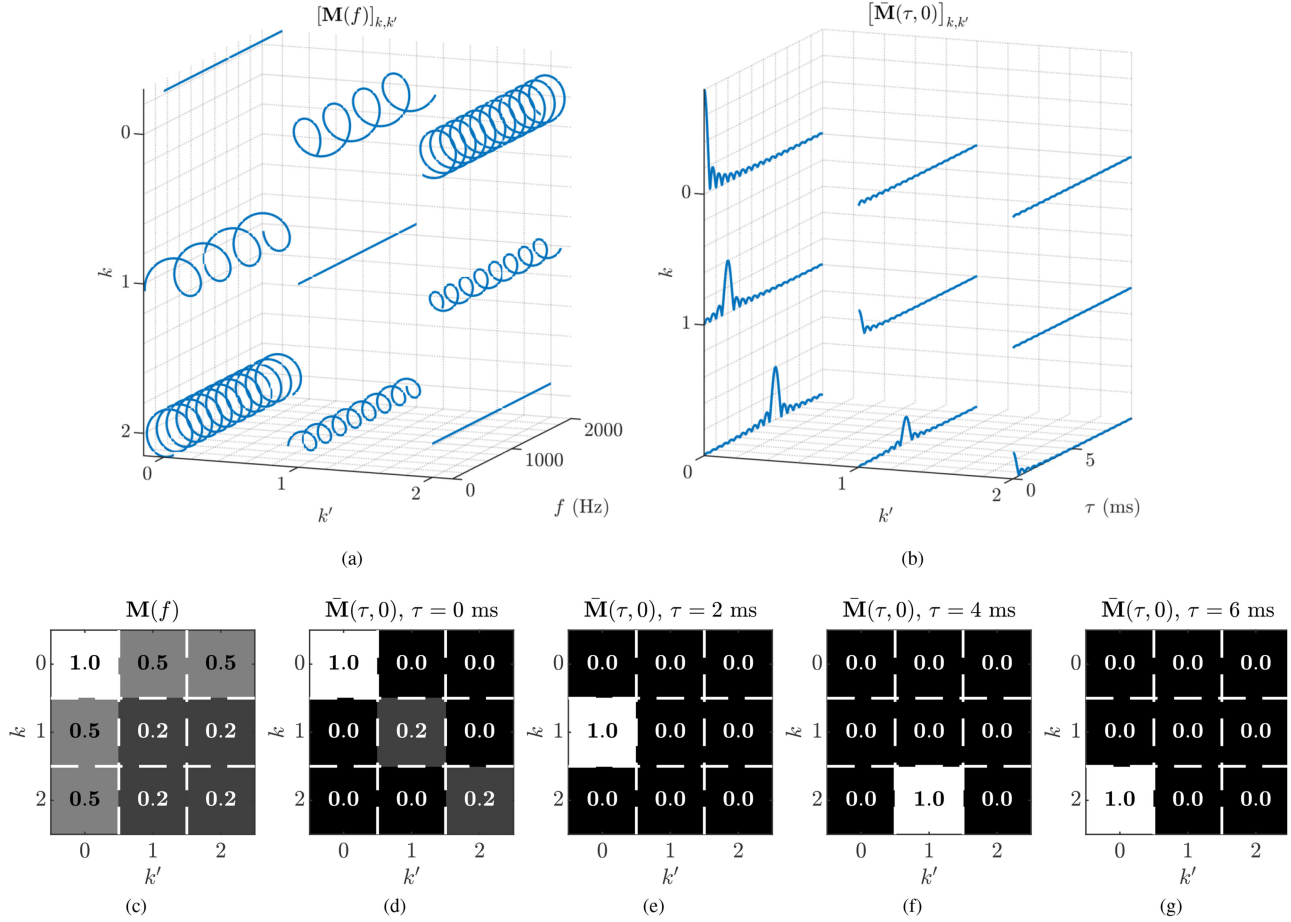 [M(f)]k,k′
0
1
2
k
0
1
2
k′
0
1000
2000
f (Hz)
(a)
[M̄(τ, 0)]k,k′
0
1
k
0
1
2
k′
0
5
τ (ms)
(b)
M(f)
0
1
2
k
1.0 0.5 0.5
0.5 0.2 0.2
0.5 0.2 0.2
0 1 2
k′
(c)
M̄(τ, 0), τ = 0 ms
0
1
2
k
1.0 0.0 0.0
0.0 0.2 0.0
0.0 0.0 0.2
0 1 2
k′
(d)
M̄(τ, 0), τ = 2 ms
0
1
2
k
0.0 0.0 0.0
1.0 0.0 0.0
0.0 0.0 0.0
0 1 2
k′
(e)
M̄(τ, 0), τ = 4 ms
0
1
2
k
0.0 0.0 0.0
0.0 0.0 0.0
0.0 1.0 0.0
0 1 2
k′
(f)
M̄(τ, 0), τ = 6 ms
0
1
2
k
0.0 0.0 0.0
0.0 0.0 0.0
1.0 0.0 0.0
0 1 2
k′
(g)